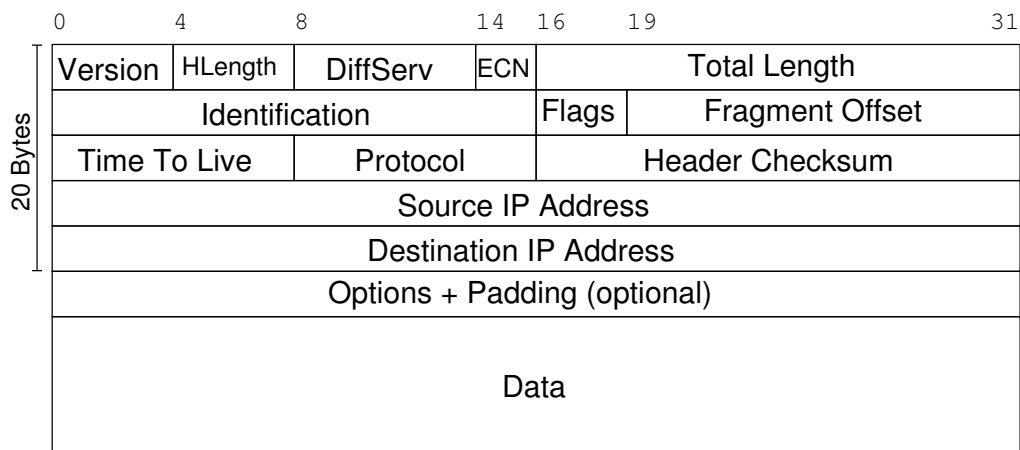 0 4 8 14 16 19 31
Version HLength DiffServ ECN Total Length
Identification Flags Fragment Offset
Time To Live Protocol Header Checksum
Source IP Address
Destination IP Address
20 Bytes
Options + Padding (optional)
Data